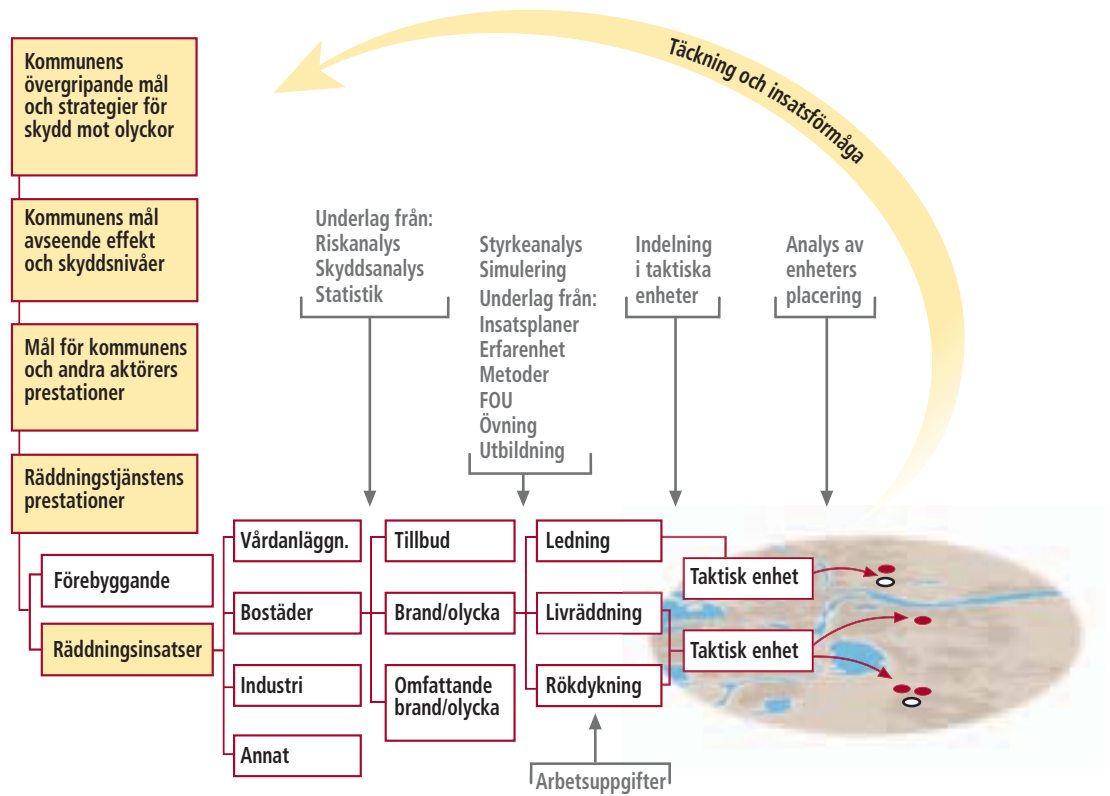 Täckning och insatsförmåga
Kommunens
övergripande mål
och strategier för
skydd mot olyckor
Kommunens mål
avseende effekt
och skyddsnivåer
Mål för kommunens
och andra aktörers
prestationer
Räddningstjänstens
prestationer
Förebyggande
Räddningsinsatser
Underlag från:
Riskanalys
Skyddsanalys
Statistik
Styrkeanalys
Simulering
Underlag från:
Insatsplaner
Erfarenhet
Metoder
FOU
Övning
Utbildning
Indelning
i taktiska
enheter
Analys av
enheters
placering
Vårdanläggn.
Bostäder
Industri
Annat
Tillbud
Brand/olycka
Omfattande
brand/olycka
Ledning
Livräddning
Rökdykning
Taktisk enhet
Taktisk enhet
Arbetsuppgifter